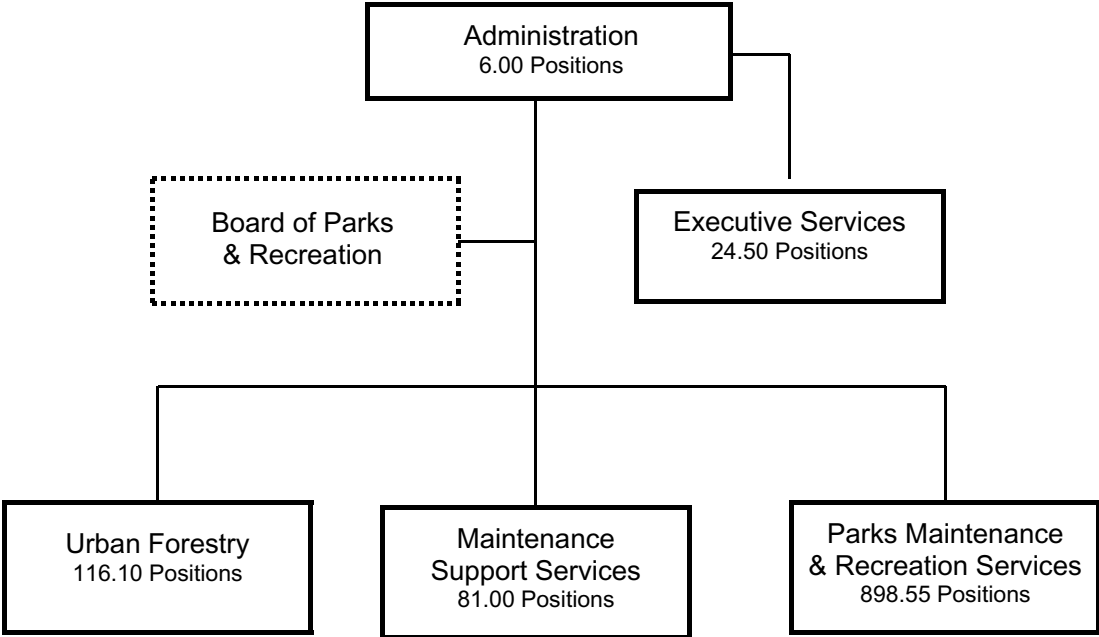 Administration
6.00 Positions
Board of Parks
& Recreation
Executive Services
24.50 Positions
Urban Forestry
116.10 Positions
Maintenance
Support Services
81.00 Positions
Parks Maintenance
& Recreation Services
898.55 Positions